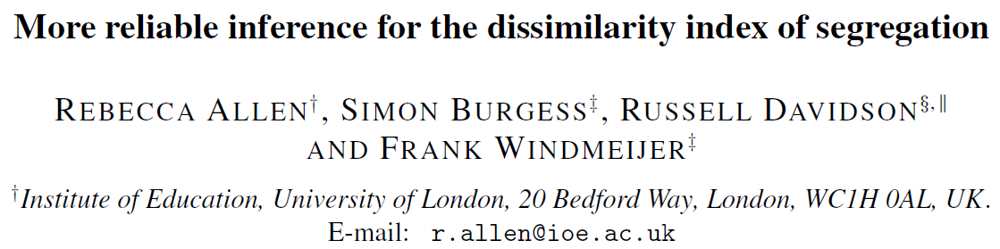 More reliable inference for the dissimilarity index of segregation
REBECCA ALLEN†, SIMON BURGESS‡, RUSSELL DAVIDSON§,∥
AND FRANK WINDMEIJER‡
†Institute of Education, University of London, 20 Bedford Way, London, WC1H 0AL, UK.
E-mail: r.allen@ioe.ac.uk